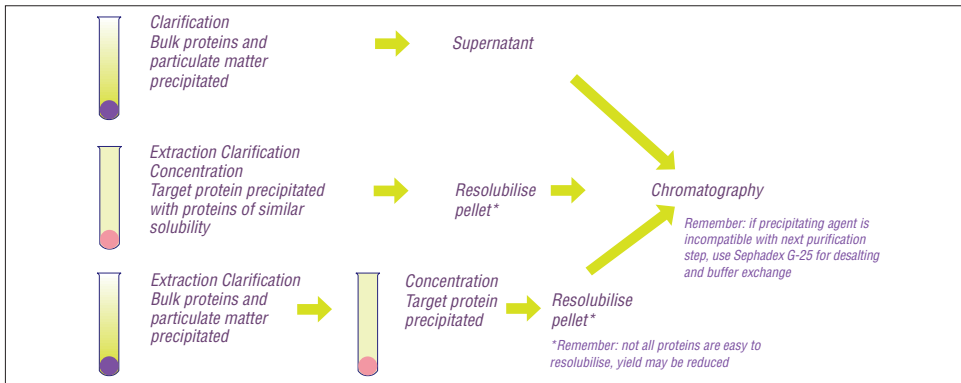 Clarification
Bulk proteins and
particulate matter
precipitated
Supernatant
Extraction Clarification
Concentration
Target protein precipitated
with proteins of similar
solubility
Resolubilise
pellet*
Chromatography
Remember: if precipitating agent is
incompatible with next purification
step, use Sephadex G-25 for desalting
and buffer exchange
Extraction Clarification
Bulk proteins and
particulate matter
precipitated
Concentration
Target protein
precipitated
Resolubilise
pellet*
*Remember: not all proteins are easy to
resolubilise, yield may be reduced